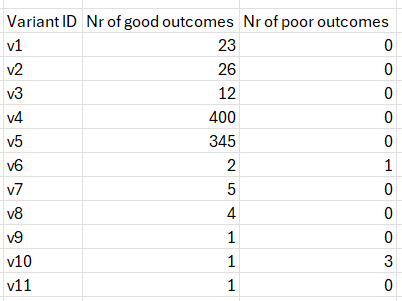 Variant ID Nr of good outcomes Nr of poor outcomes
v1 23 0
v2 26 0
v3 12 0
v4 400 0
v5 345 0
v6 2 1
v7 5 0
v8 4 0
v9 1 0
v10 1 3
v11 1 0